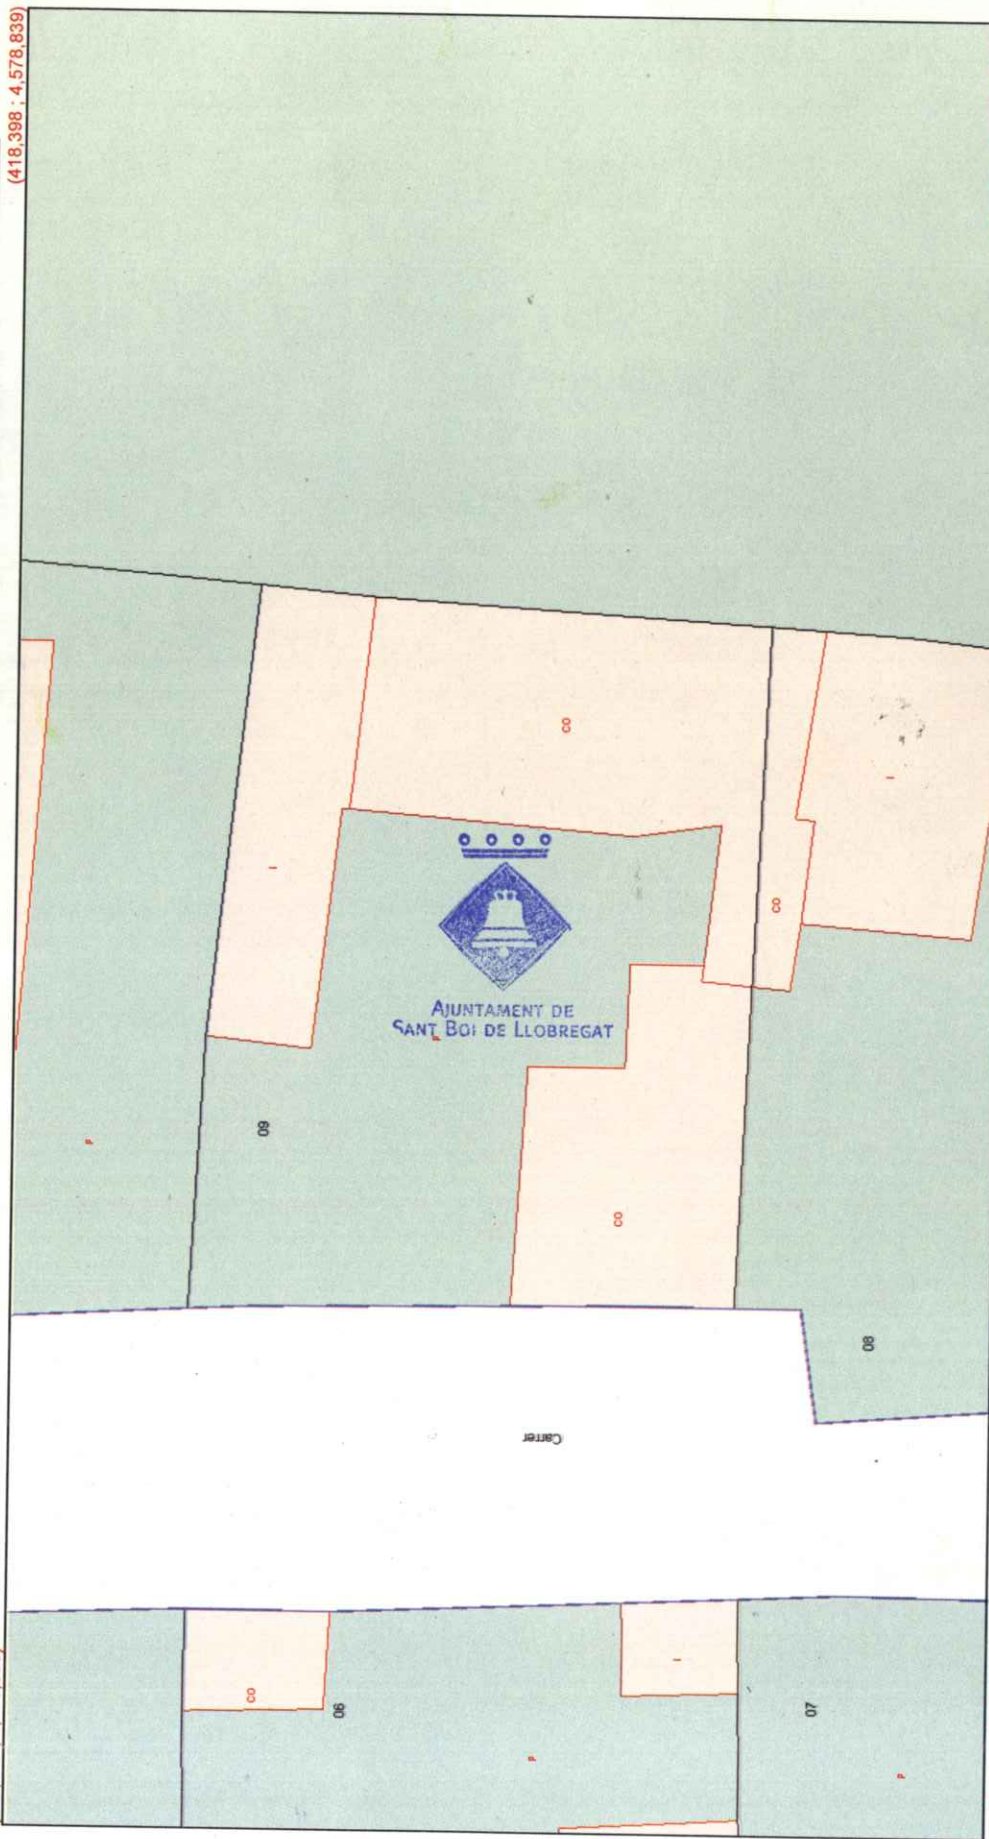 (418,398 ; 4,578,839)
CO
I
I
CO
AJUNTAMENT DE
SANT BOI DE LLOBREGAT
P
P
09
CO
08
Carrer
CO
I
06
07
P
P